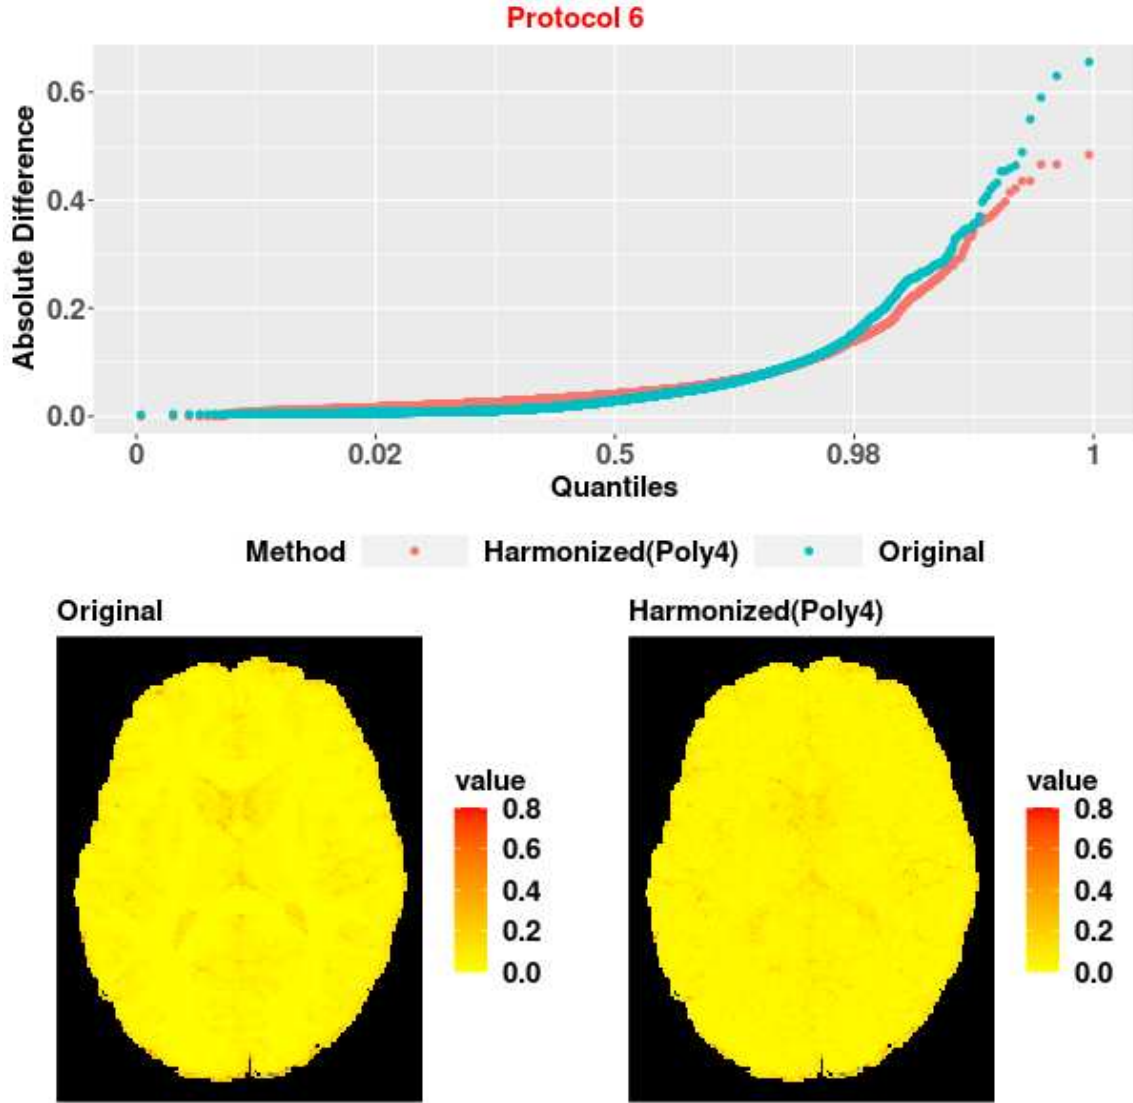 Protocol 6
Absolute Difference
0.6
0.4
0.2
0.0
0 0.02 0.5 0.98 1
Quantiles
Method Harmonized(Poly4) Original
Original
value
0.8
0.6
0.4
0.2
0.0
Harmonized(Poly4)
value
0.8
0.6
0.4
0.2
0.0